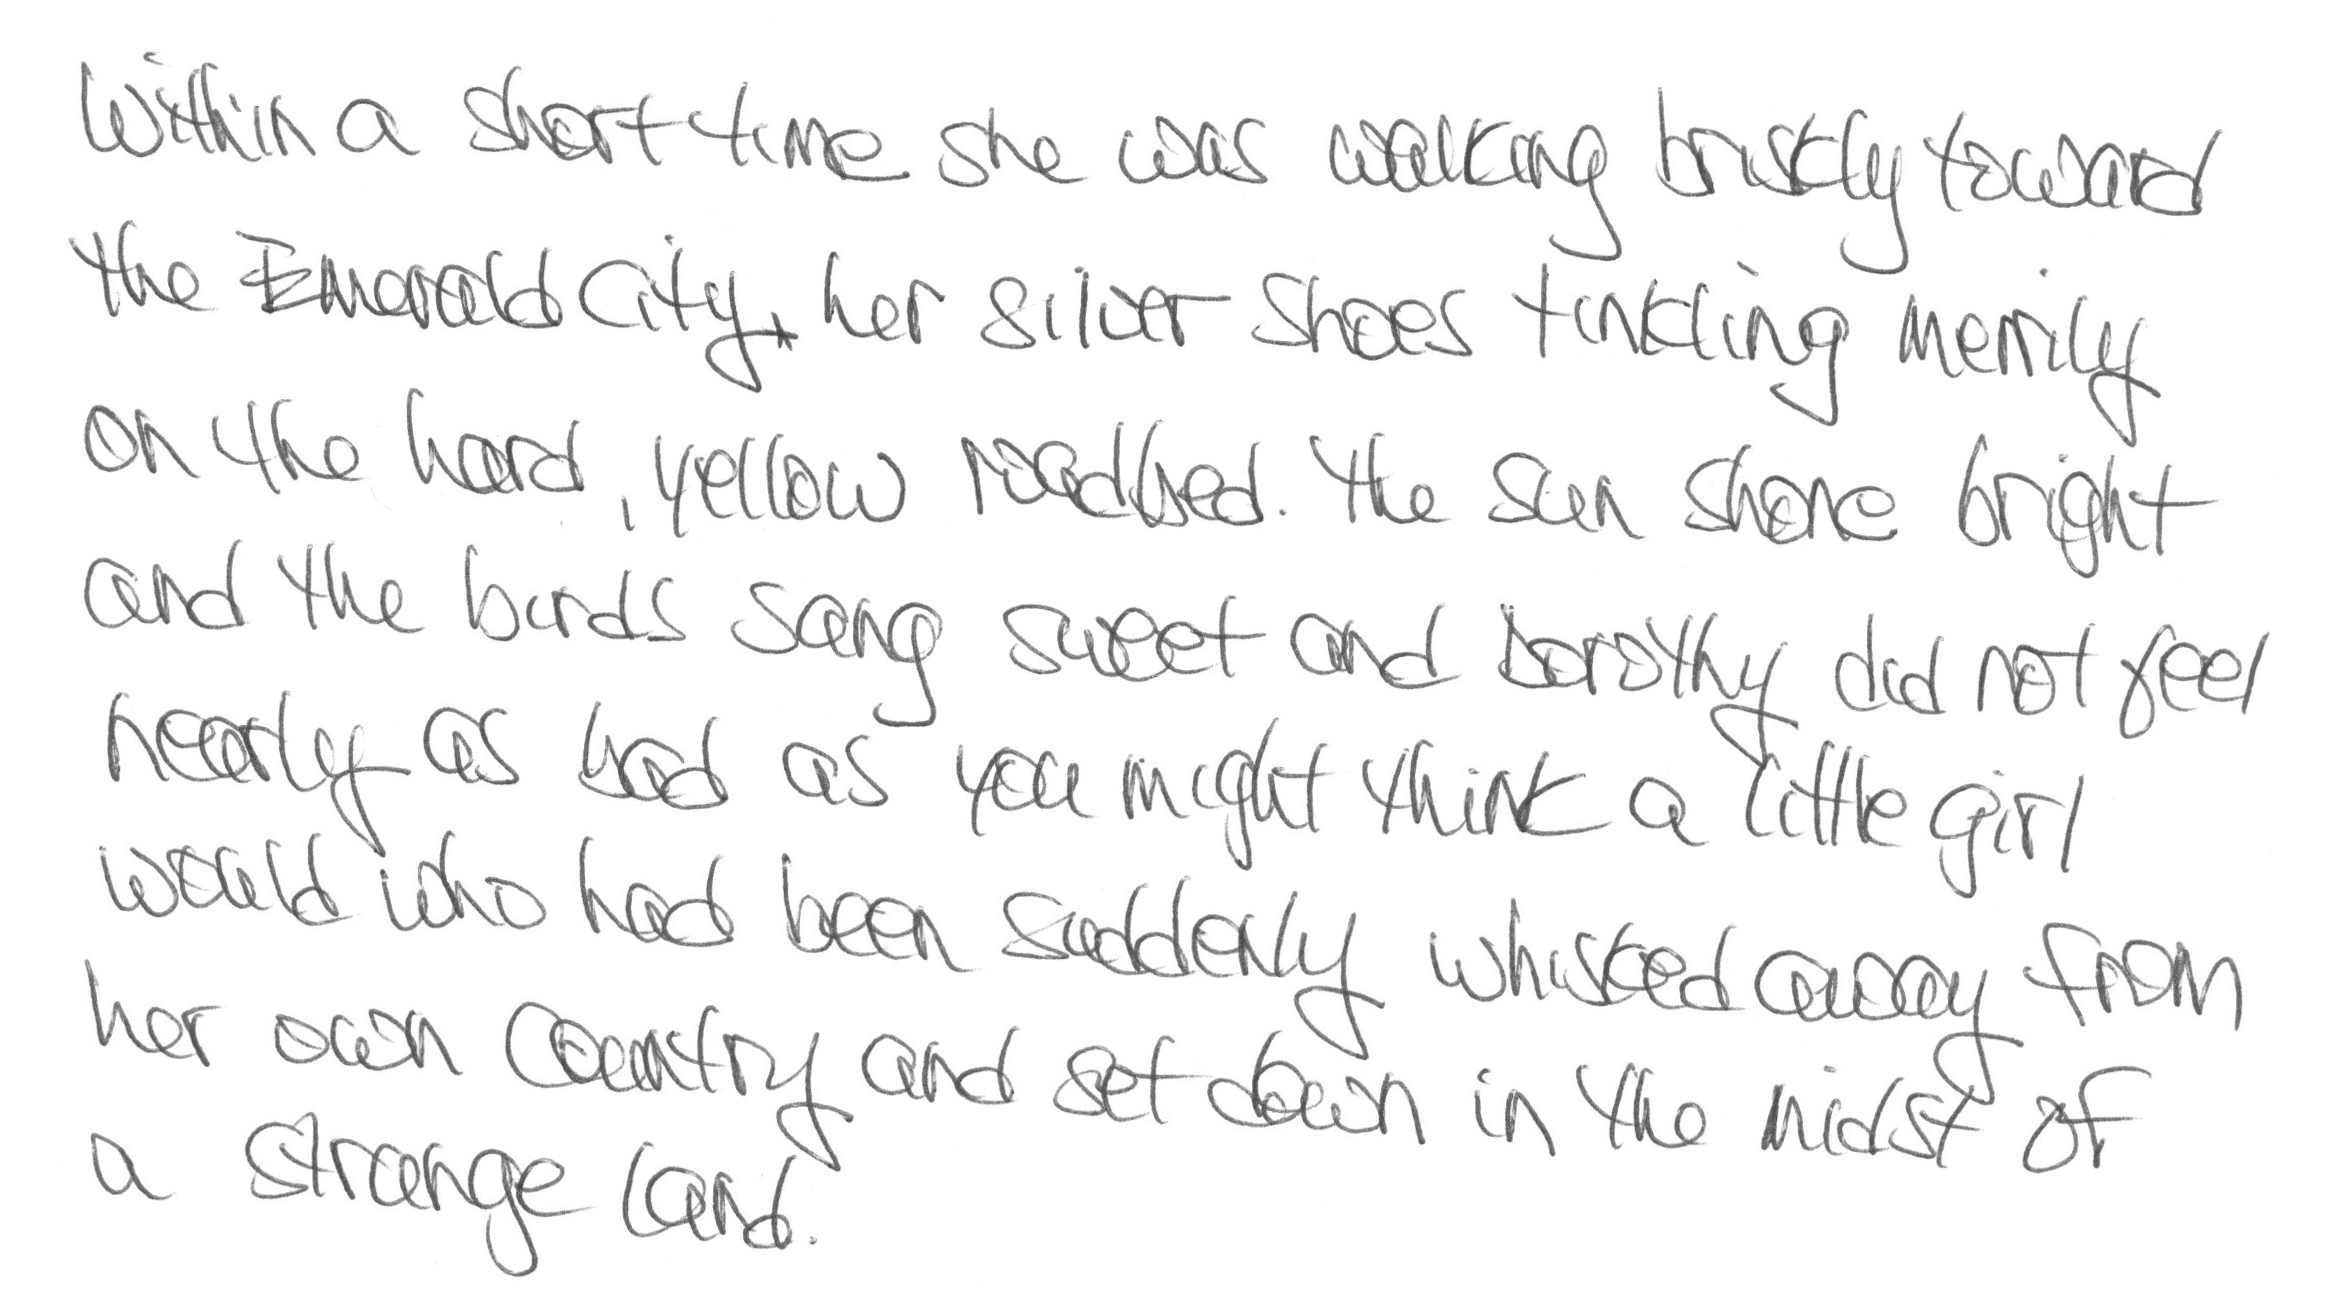 Within a short time she was walking briskly toward
the Emerald City, her silver shoes tinkling merrily
on the hard, yellow roadbed. The sun shone bright
and the birds sang sweet and Dorothy did not feel
nearly as bad as you might think a little girl
would who had been suddenly whisked away from
her own country and set down in the midst of
a strange land.